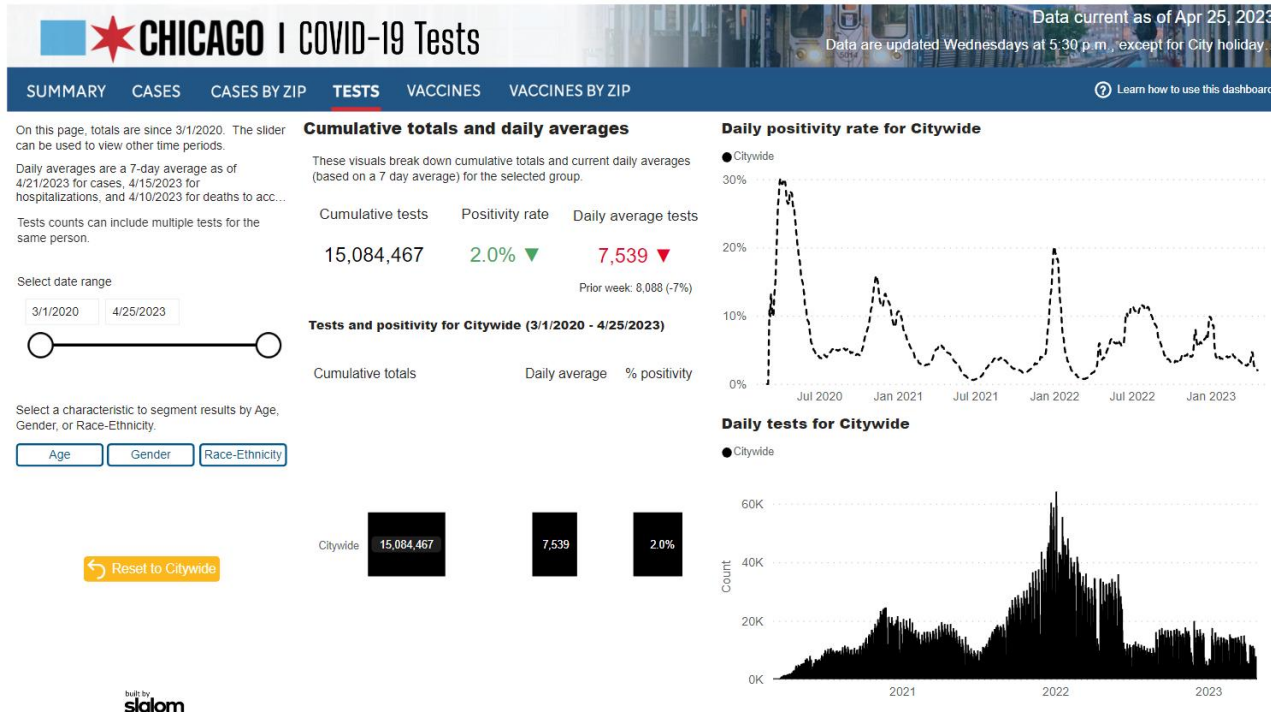 CHICAGO | COVID-19 Tests
Data current as of Apr 25, 2023
Data are updated Wednesdays at 5:30 p.m., except for City holiday.
SUMMARY CASES CASES BY ZIP TESTS VACCINES VACCINES BY ZIP
? Learn how to use this dashboard
On this page, totals are since 3/1/2020. The slider
can be used to view other time periods.
Daily averages are a 7-day average as of
4/21/2023 for cases, 4/15/2023 for
hospitalizations, and 4/10/2023 for deaths to acc...
Tests counts can include multiple tests for the
same person.
Select date range
3/1/2020 4/25/2023
Select a characteristic to segment results by Age,
Gender, or Race-Ethnicity.
Age Gender Race-Ethnicity
Reset to Citywide
built by
slalom
Cumulative totals and daily averages
These visuals break down cumulative totals and current daily averages
(based on a 7 day average) for the selected group.
Cumulative tests Positivity rate Daily average tests
15,084,467 2.0% ▼ 7,539 ▼
Prior week: 8,088 (-7%)
Tests and positivity for Citywide (3/1/2020 - 4/25/2023)
Cumulative totals Daily average % positivity
Citywide 15,084,467 7,539 2.0%
Daily positivity rate for Citywide
Citywide
30%
20%
10%
0%
Jul 2020 Jan 2021 Jul 2021 Jan 2022 Jul 2022 Jan 2023
Daily tests for Citywide
Citywide
Count
60K
40K
20K
0K
2021 2022 2023